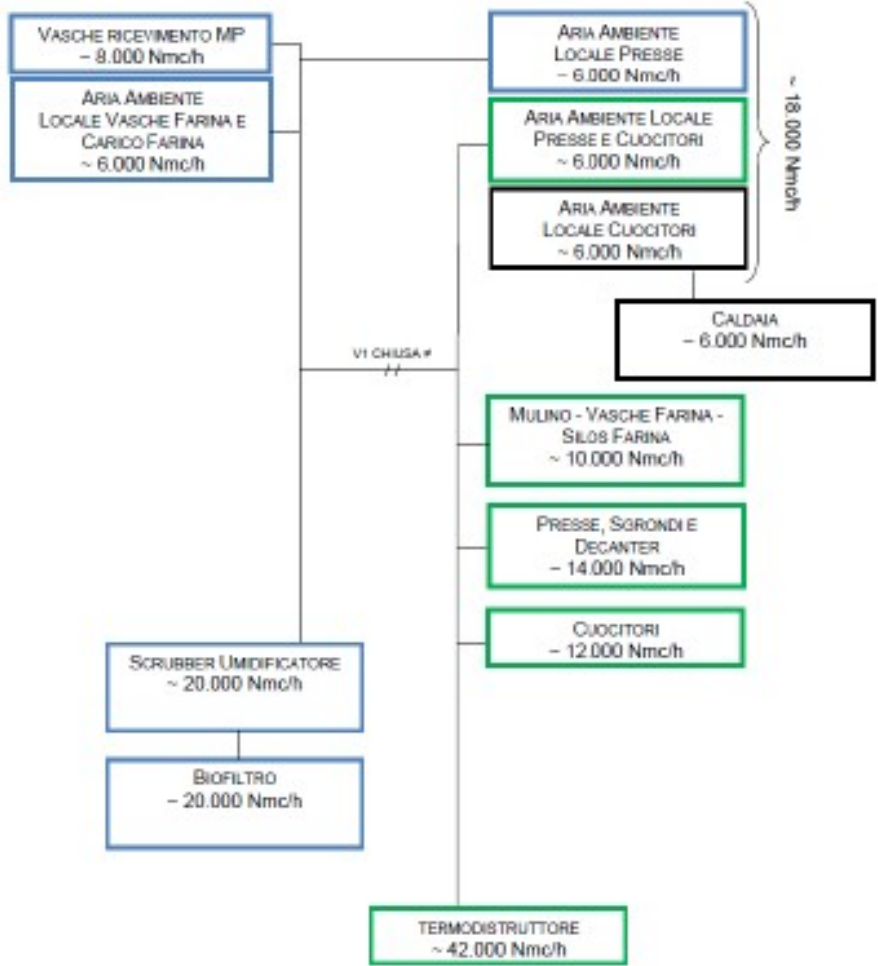 VASCHE RICEVIMENTO MP
~ 8.000 Nmc/h
ARIA AMBIENTE
LOCALE VASCHE FARINA E
CARICO FARINA
~ 6.000 Nmc/h
ARIA AMBIENTE
LOCALE PRESSE
~ 6.000 Nmc/h
ARIA AMBIENTE LOCALE
PRESSE E CUOCITORI
~ 6.000 Nmc/h
ARIA AMBIENTE
LOCALE CUOCITORI
~ 6.000 Nmc/h
~ 18.000 Nmc/h
CALDAIA
~ 6.000 Nmc/h
V1 CHIUSA ≠
//
MULINO - VASCHE FARINA -
SILOS FARINA
~ 10.000 Nmc/h
PRESSE, SGRONDI E
DECANTER
~ 14.000 Nmc/h
CUOCITORI
~ 12.000 Nmc/h
SCRUBBER UMIDIFICATORE
~ 20.000 Nmc/h
BIOFILTRO
~ 20.000 Nmc/h
TERMODISTRUTTORE
~ 42.000 Nmc/h